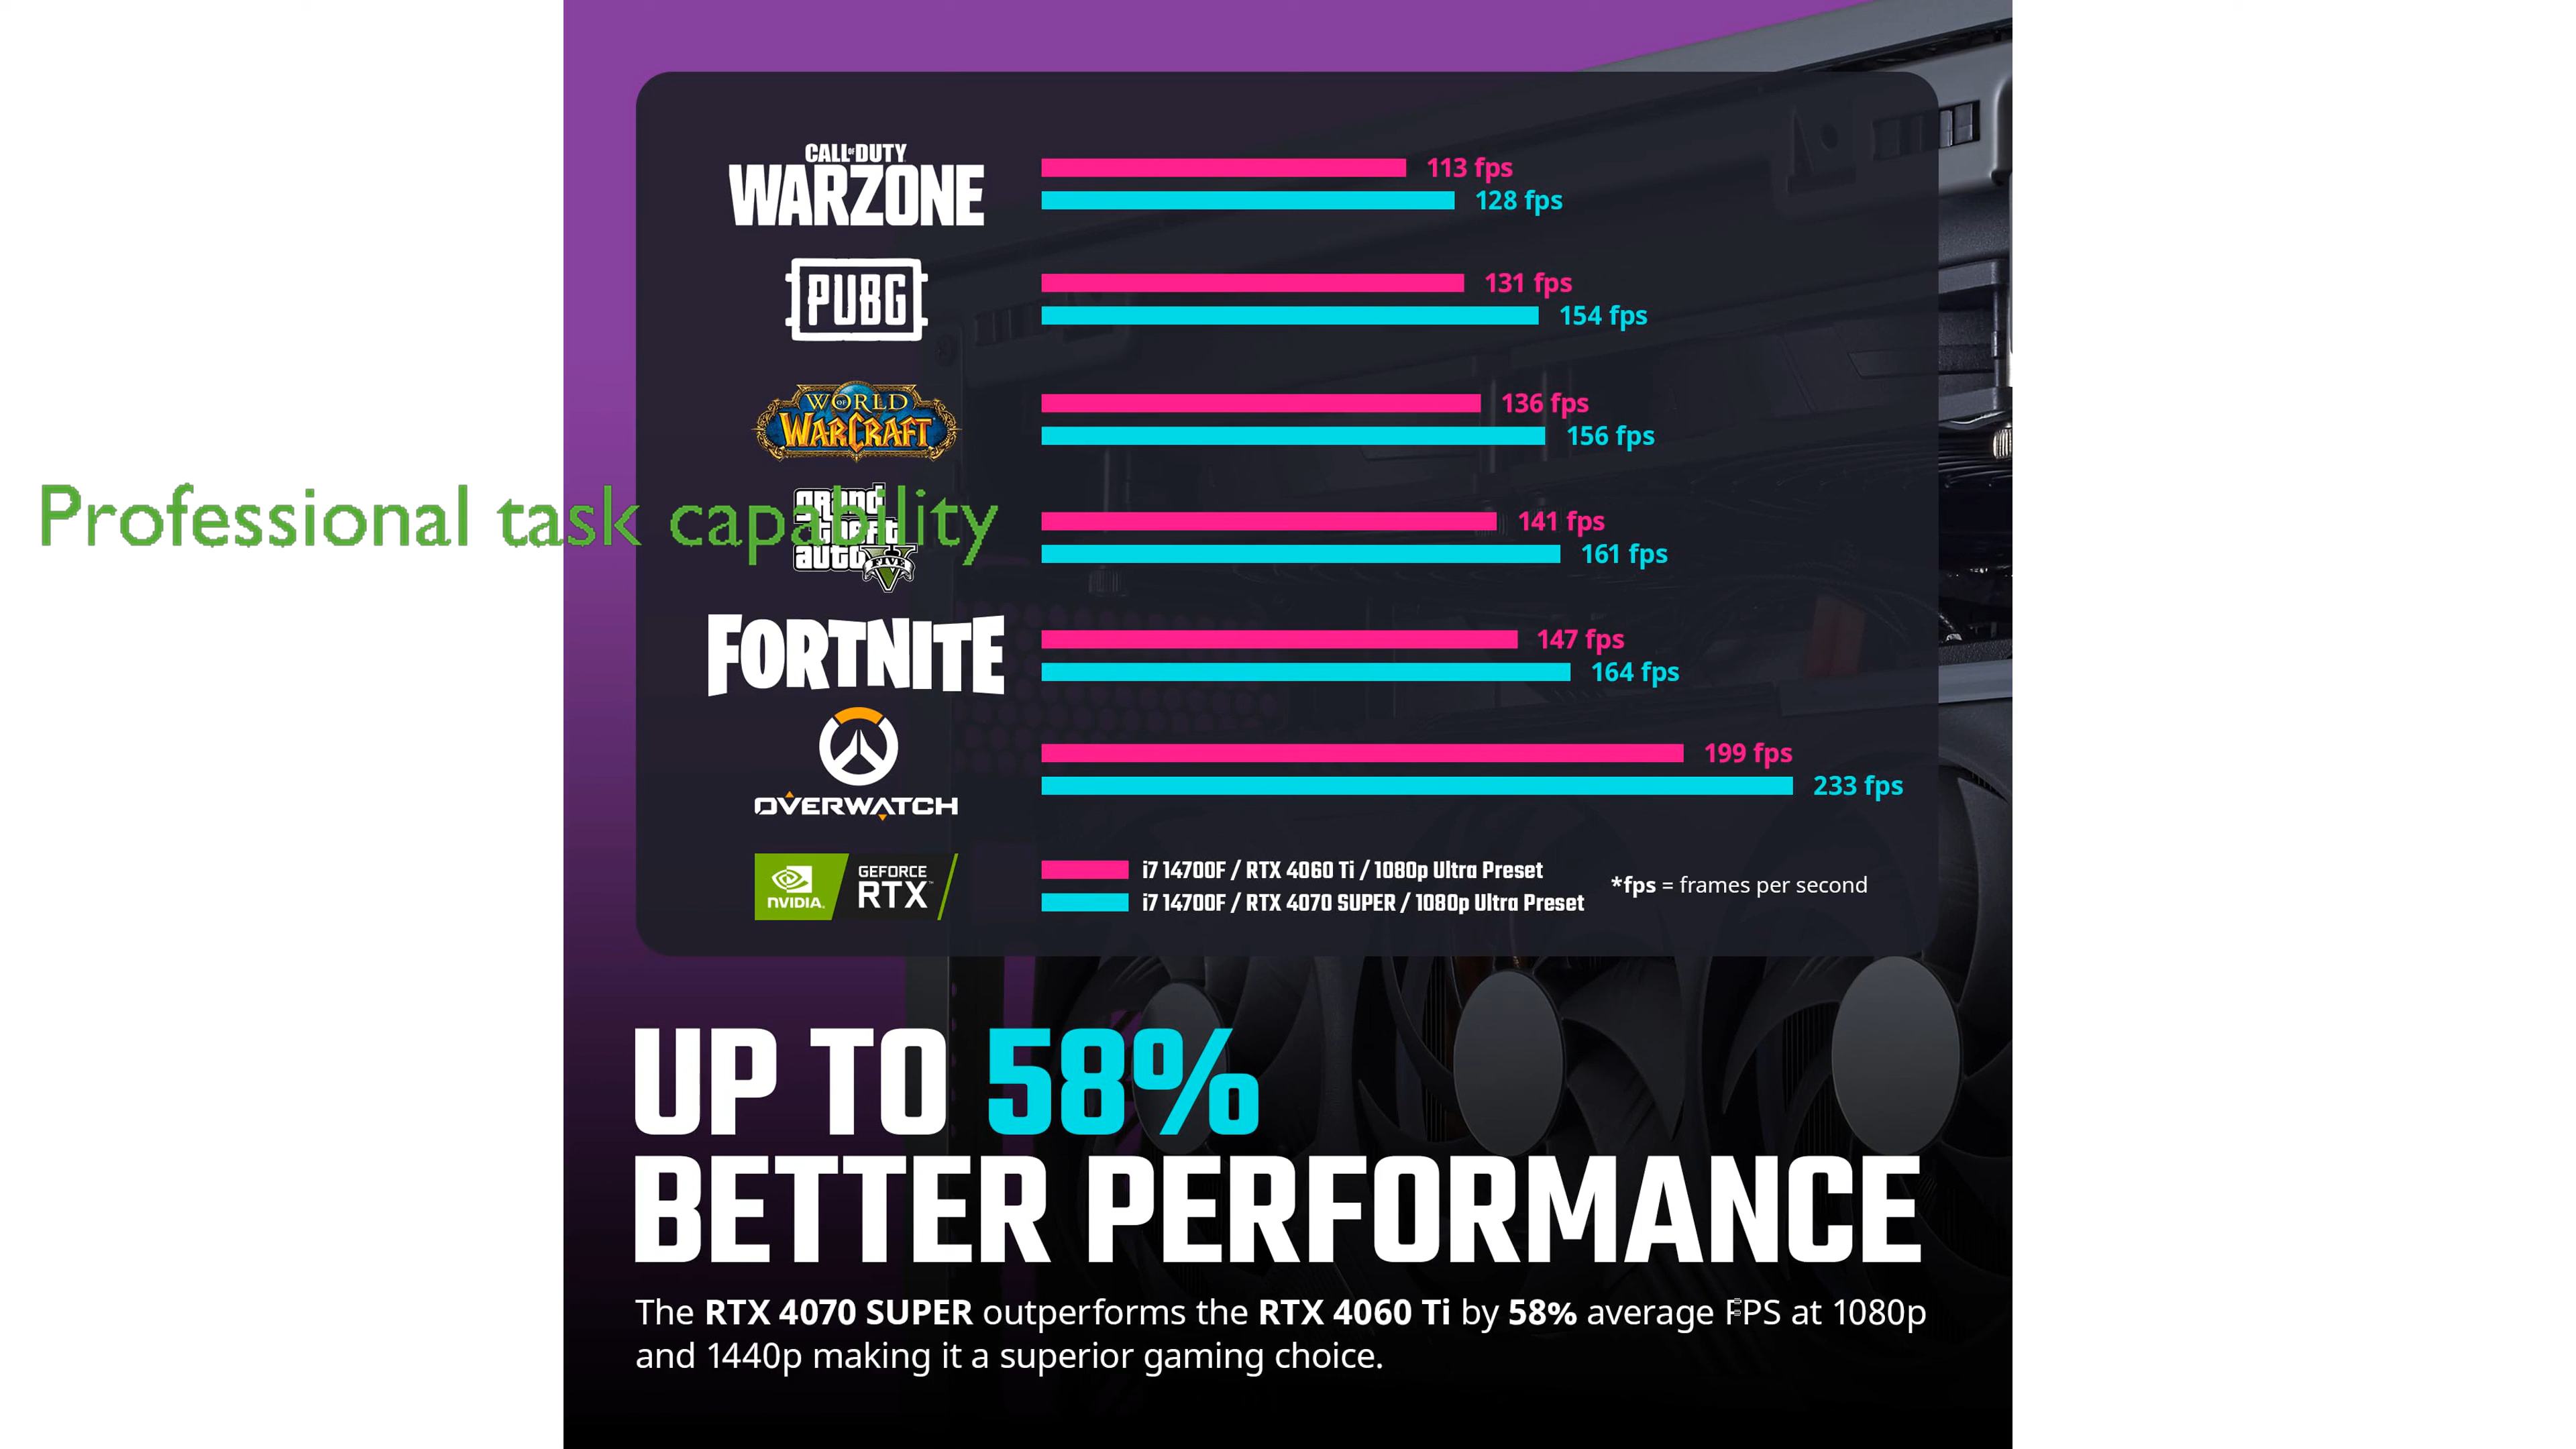 CALL OF DUTY
WARZONE
113 fps
128 fps
PUBG
131 fps
154 fps
WORLD OF
WARCRAFT
136 fps
156 fps
Professional task capability
grand
theft
auto
FIVE
V
141 fps
161 fps
FORTNITE
147 fps
164 fps
OVERWATCH
199 fps
233 fps
NVIDIA.
GEFORCE
RTX™
i7 14700F / RTX 4060 Ti / 1080p Ultra Preset
i7 14700F / RTX 4070 SUPER / 1080p Ultra Preset
*fps = frames per second
UP TO 58%
BETTER PERFORMANCE
The RTX 4070 SUPER outperforms the RTX 4060 Ti by 58% average FPS at 1080p
and 1440p making it a superior gaming choice.